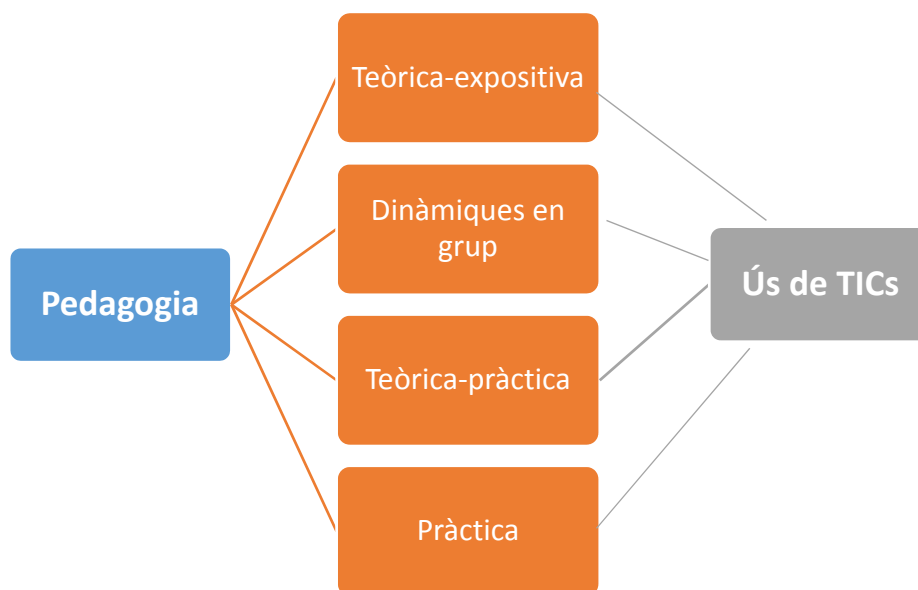 Teòrica-expositiva
Dinàmiques en
grup
Pedagogia
Ús de TICs
Teòrica-pràctica
Pràctica